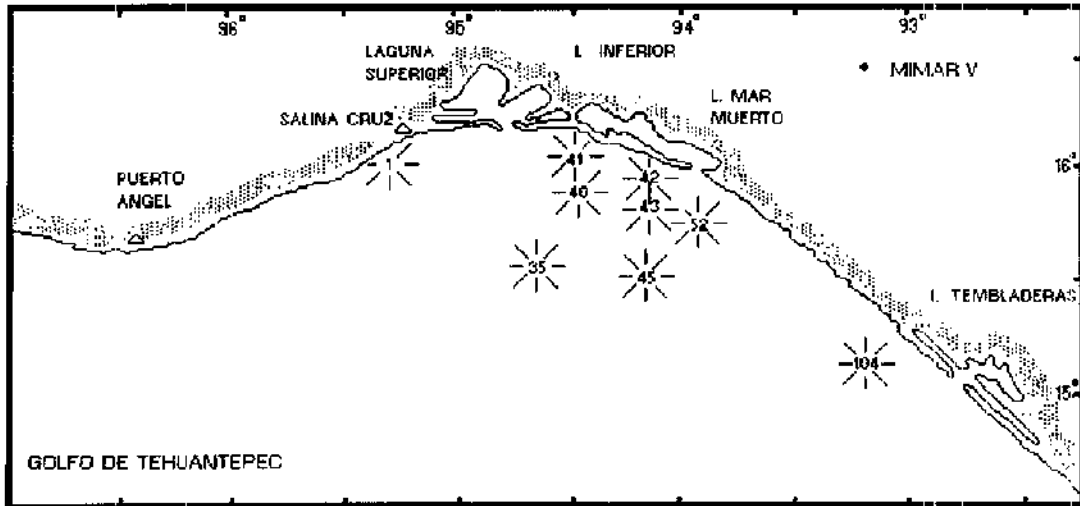 96°
95°
94°
93°
LAGUNA
SUPERIOR
L INFERIOR
MIMAR V
L. MAR
MUERTO
SALINA CRUZ
1
41
16°
42
PUERTO
ANGEL
40
43
52
35
45
I. TEMBLADERAS
104
15°
GOLFO DE TEHUANTEPEC